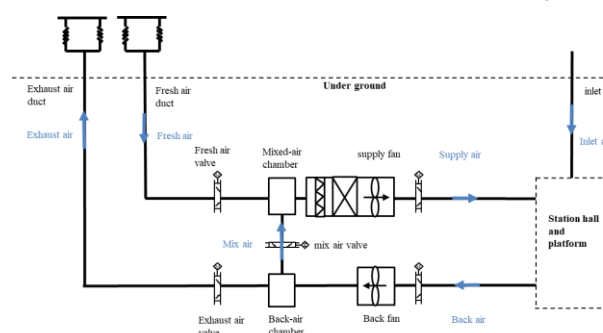 Under ground
Exhaust air
duct
Fresh air
duct
inlet
Exhaust air
Fresh air
Inlet a
Fresh air
valve
Mixed-air
chamber
supply fan
Supply air
Station hall
and
platform
Mix air
mix air valve
Exhaust air
valve
Back-air
chamber
Back fan
Back air